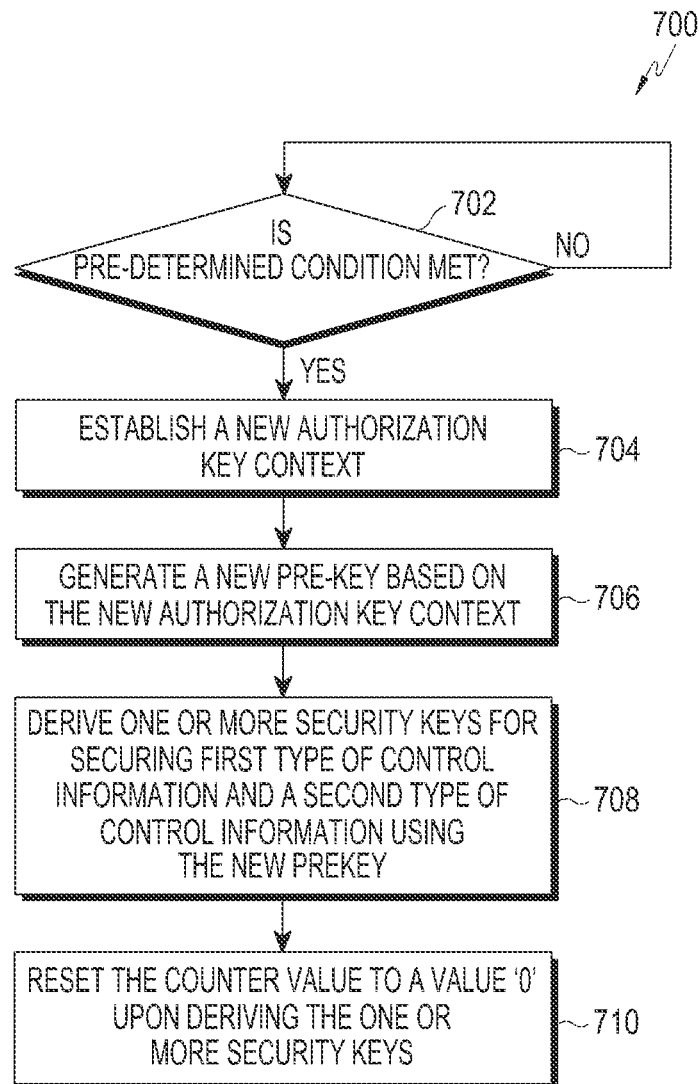 700
702
IS
PRE-DETERMINED CONDITION MET?
NO
YES
ESTABLISH A NEW AUTHORIZATION
KEY CONTEXT
704
GENERATE A NEW PRE-KEY BASED ON
THE NEW AUTHORIZATION KEY CONTEXT
706
DERIVE ONE OR MORE SECURITY KEYS FOR
SECURING FIRST TYPE OF CONTROL
INFORMATION AND A SECOND TYPE OF
CONTROL INFORMATION USING
THE NEW PREKEY
708
RESET THE COUNTER VALUE TO A VALUE '0'
UPON DERIVING THE ONE OR
MORE SECURITY KEYS
710